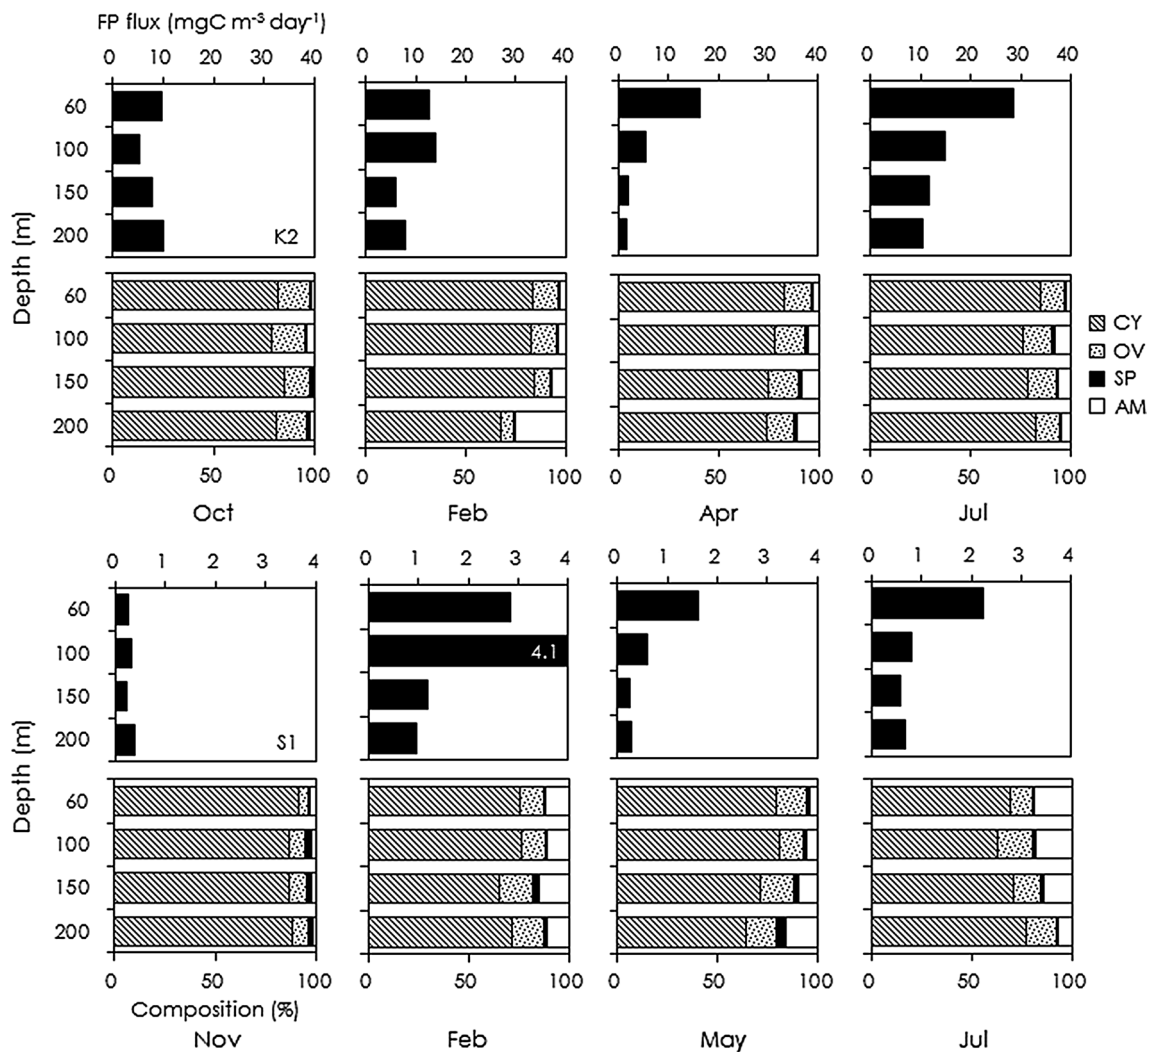 FP flux (mgC m⁻³ day⁻¹)
0 10 20 30 40
0 10 20 30 40
0 10 20 30 40
0 10 20 30 40
60
100
150
200
K2
Depth (m)
60
100
150
200
CY
OV
SP
AM
0 50 100
0 50 100
0 50 100
0 50 100
Oct
Feb
Apr
Jul
0 1 2 3 4
0 1 2 3 4
0 1 2 3 4
0 1 2 3 4
60
100
150
200
4.1
S1
Depth (m)
60
100
150
200
0 50 100
0 50 100
0 50 100
0 50 100
Composition (%)
Nov
Feb
May
Jul